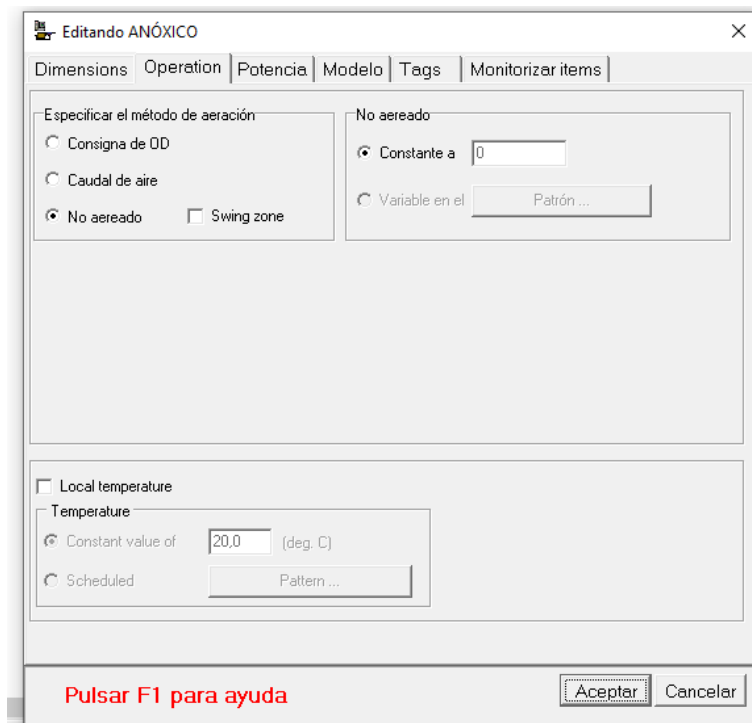 Editando ANÓXICO
Dimensions Operation Potencia Modelo Tags Monitorizar items
Especificar el método de aeración
Consigna de OD
Caudal de aire
No aereado Swing zone
No aereado
Constante a 0
Variable en el Patrón ...
Local temperature
Temperature
Constant value of 20,0 (deg. C)
Scheduled Pattern ...
Pulsar F1 para ayuda
Aceptar Cancelar